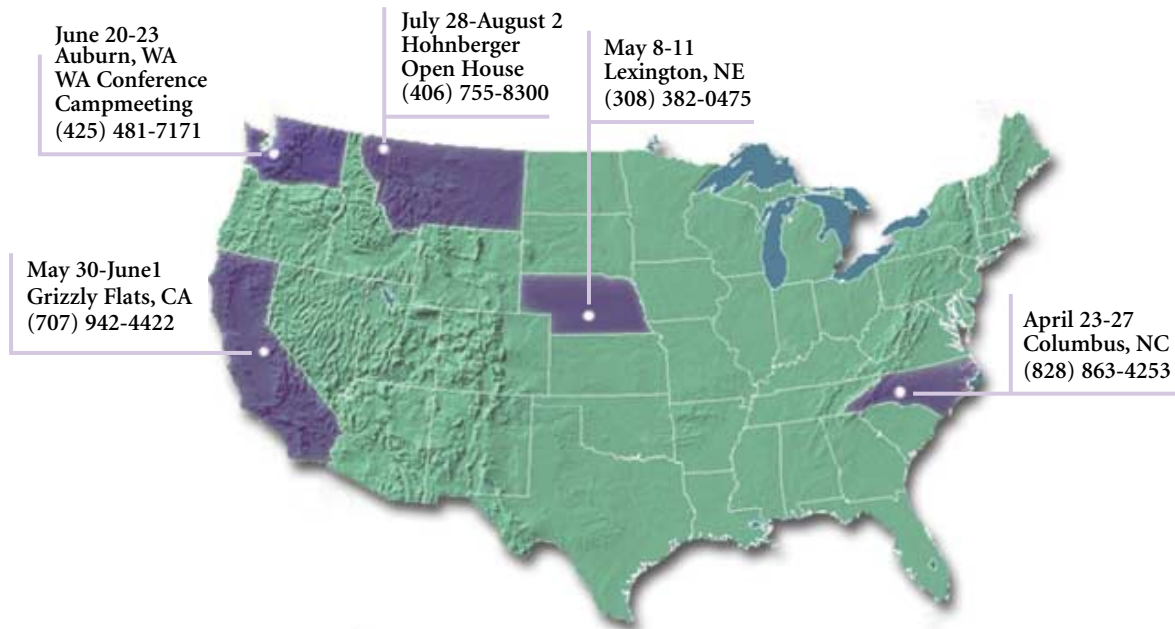 June 20-23
Auburn, WA
WA Conference
Campmeeting
(425) 481-7171
July 28-August 2
Hohnberger
Open House
(406) 755-8300
May 8-11
Lexington, NE
(308) 382-0475
May 30-June1
Grizzly Flats, CA
(707) 942-4422
April 23-27
Columbus, NC
(828) 863-4253